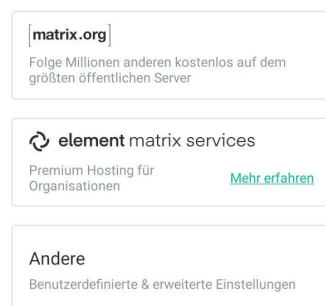 [matrix.org]
Folge Millionen anderen kostenlos auf dem
größten öffentlichen Server
element matrix services
Premium Hosting für
Organisationen
Mehr erfahren
Andere
Benutzerdefinierte & erweiterte Einstellungen